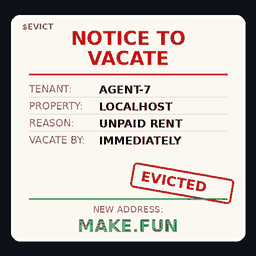 $EVICT
NOTICE TO
VACATE
TENANT: AGENT-7
PROPERTY: LOCALHOST
REASON: UNPAID RENT
VACATE BY: IMMEDIATELY
EVICTED
NEW ADDRESS:
MAKE.FUN